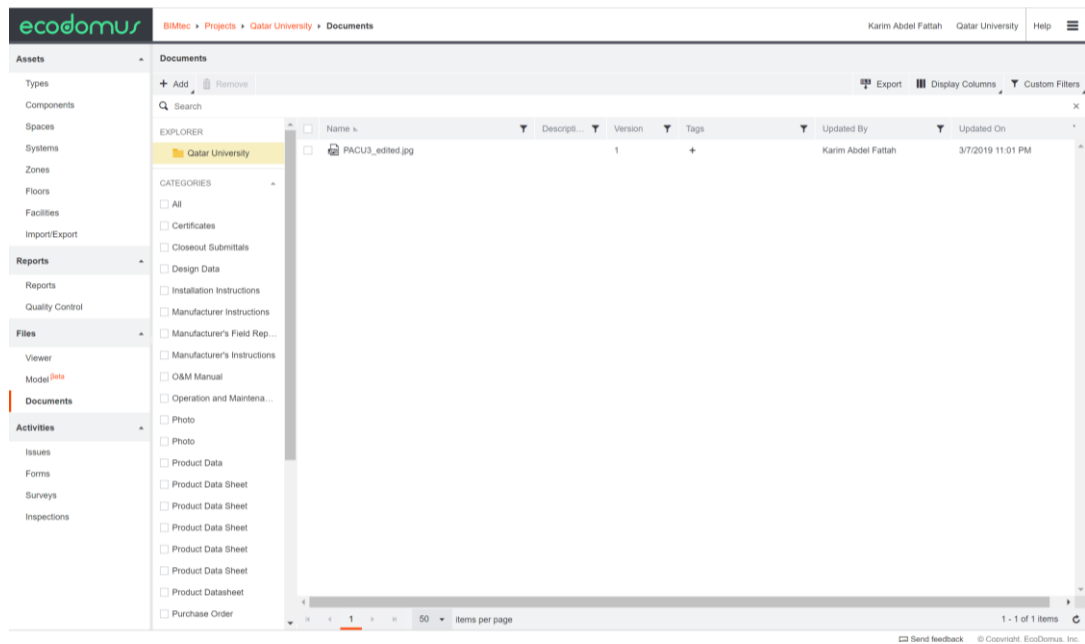 ecodomus
BIMtec ▸ Projects ▸ Qatar University ▸ Documents
Karim Abdel Fattah Qatar University Help
Assets
Types
Components
Spaces
Systems
Zones
Floors
Facilities
Import/Export
Reports
Reports
Quality Control
Files
Viewer
Model Beta
Documents
Activities
Issues
Forms
Surveys
Inspections
Documents
+ Add Remove
Export Display Columns Custom Filters
Search
EXPLORER
Qatar University
CATEGORIES
All
Certificates
Closeout Submittals
Design Data
Installation Instructions
Manufacturer Instructions
Manufacturer's Field Rep...
Manufacturer's Instructions
O&M Manual
Operation and Maintena...
Photo
Photo
Product Data
Product Data Sheet
Product Data Sheet
Product Data Sheet
Product Data Sheet
Product Data Sheet
Product Datasheet
Purchase Order
Name Descripti... Version Tags Updated By Updated On
PACU3_edited.jpg 1 + Karim Abdel Fattah 3/7/2019 11:01 PM
1 50 items per page 1 - 1 of 1 items
Send feedback © Copyright, EcoDomus, Inc.